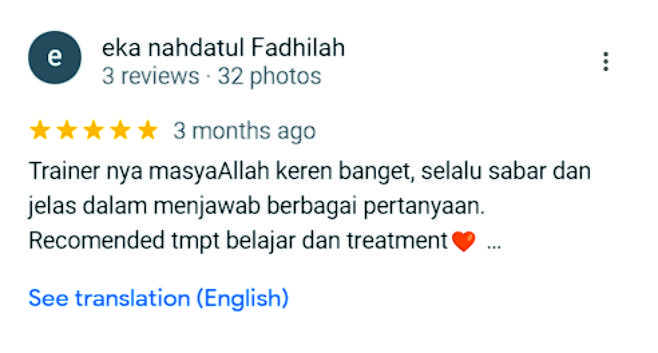 e
eka nahdatul Fadhilah
3 reviews · 32 photos
3 months ago
Trainer nya masyaAllah keren banget, selalu sabar dan
jelas dalam menjawab berbagai pertanyaan.
Recomended tmpt belajar dan treatment❤️ ...
See translation (English)